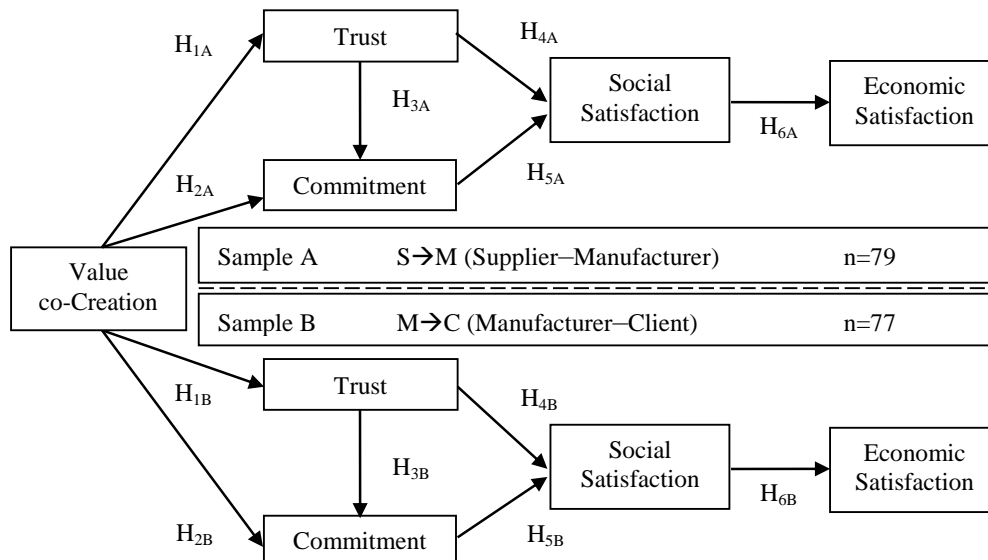 H1A
Trust
H4A
H3A
Social
Satisfaction
Economic
Satisfaction
H6A
H2A
Commitment
H5A
Value
co-Creation
Sample A S→M (Supplier–Manufacturer) n=79
Sample B M→C (Manufacturer–Client) n=77
H1B
Trust
H4B
H3B
Social
Satisfaction
Economic
Satisfaction
H6B
H2B
Commitment
H5B